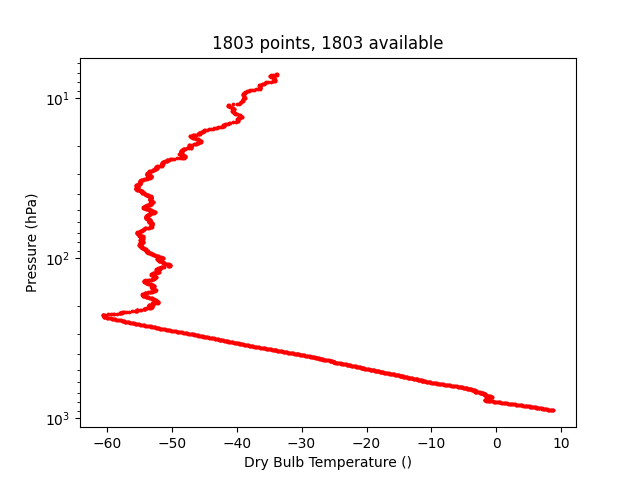 1803 points, 1803 available
Pressure (hPa)
10¹
10²
10³
−60 −50 −40 −30 −20 −10 0 10
Dry Bulb Temperature ()